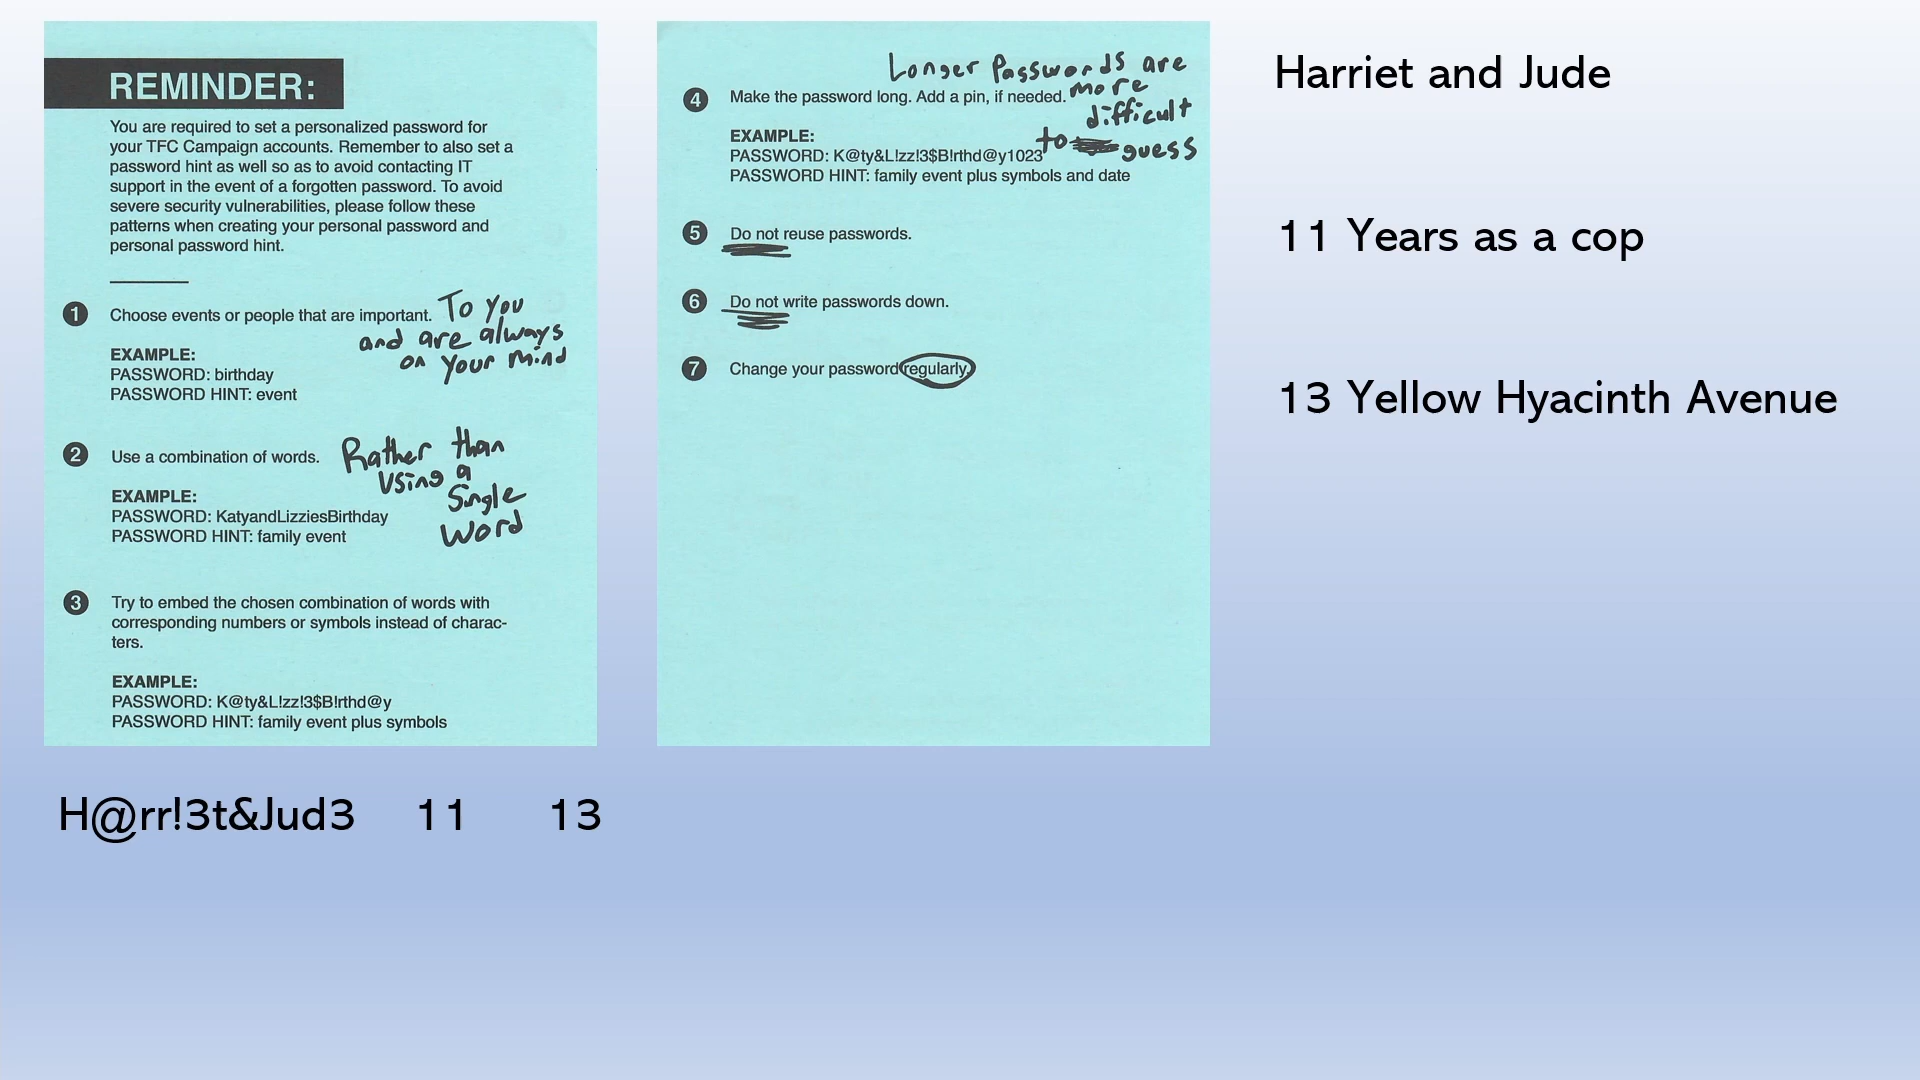 REMINDER:
You are required to set a personalized password for
your TFC Campaign accounts. Remember to also set a
password hint as well so as to avoid contacting IT
support in the event of a forgotten password. To avoid
severe security vulnerabilities, please follow these
patterns when creating your personal password and
personal password hint.
1 Choose events or people that are important. To you
and are always
on your mind
EXAMPLE:
PASSWORD: birthday
PASSWORD HINT: event
2 Use a combination of words. Rather than
using a
single
word
EXAMPLE:
PASSWORD: KatyandLizziesBirthday
PASSWORD HINT: family event
3 Try to embed the chosen combination of words with
corresponding numbers or symbols instead of charac-
ters.
EXAMPLE:
PASSWORD: K@ty&L!zz!3$B!rthd@y
PASSWORD HINT: family event plus symbols
Longer Passwords are
4 Make the password long. Add a pin, if needed. more
difficult
to guess
EXAMPLE:
PASSWORD: K@ty&L!zz!3$B!rthd@y1023
PASSWORD HINT: family event plus symbols and date
5 Do not reuse passwords.
6 Do not write passwords down.
7 Change your password regularly.
Harriet and Jude
11 Years as a cop
13 Yellow Hyacinth Avenue
H@rr!3t&Jud3 11 13